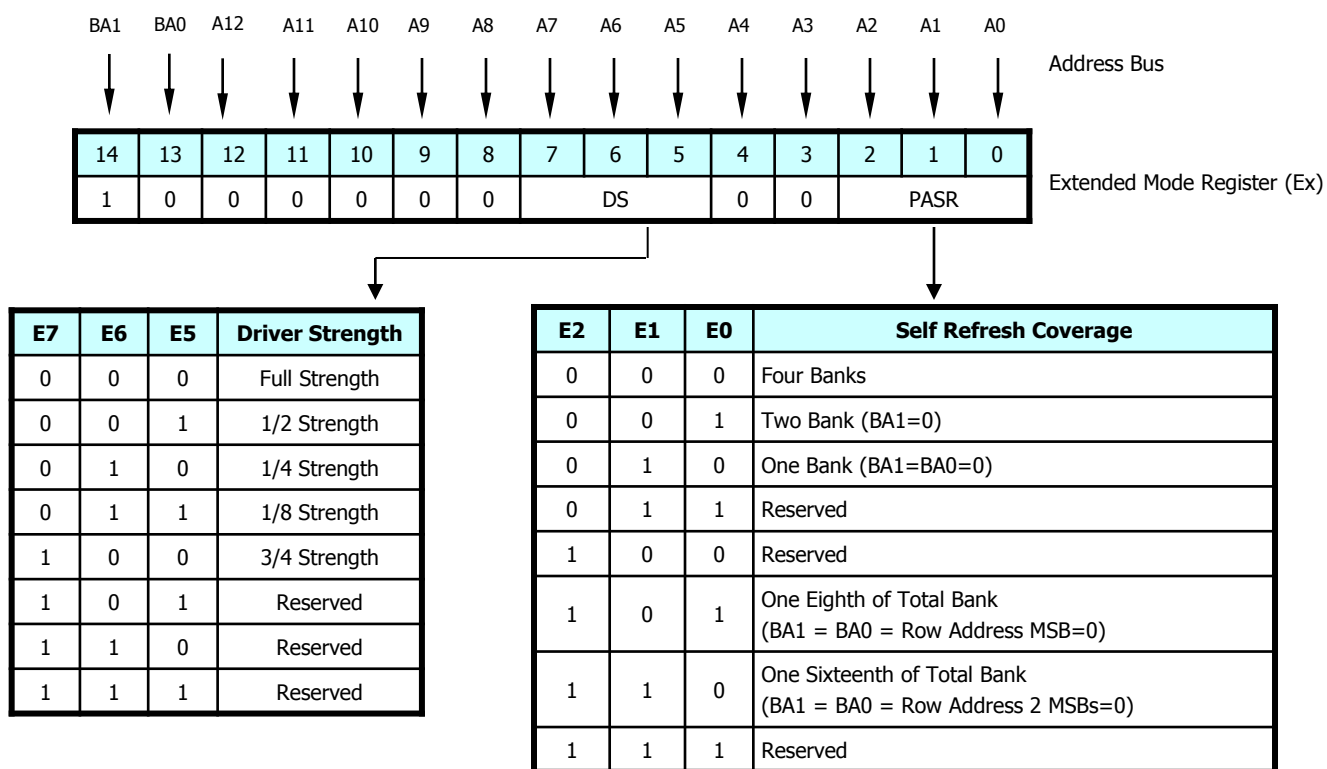 BA1 BA0 A12 A11 A10 A9 A8 A7 A6 A5 A4 A3 A2 A1 A0
Address Bus
14 13 12 11 10 9 8 7 6 5 4 3 2 1 0
1 0 0 0 0 0 0 DS 0 0 PASR
Extended Mode Register (Ex)
E7 E6 E5 Driver Strength
0 0 0 Full Strength
0 0 1 1/2 Strength
0 1 0 1/4 Strength
0 1 1 1/8 Strength
1 0 0 3/4 Strength
1 0 1 Reserved
1 1 0 Reserved
1 1 1 Reserved
E2 E1 E0 Self Refresh Coverage
0 0 0 Four Banks
0 0 1 Two Bank (BA1=0)
0 1 0 One Bank (BA1=BA0=0)
0 1 1 Reserved
1 0 0 Reserved
1 0 1 One Eighth of Total Bank
(BA1 = BA0 = Row Address MSB=0)
1 1 0 One Sixteenth of Total Bank
(BA1 = BA0 = Row Address 2 MSBs=0)
1 1 1 Reserved